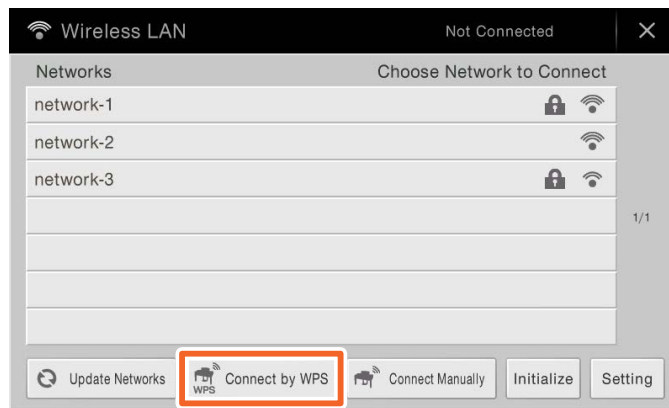 Wireless LAN Not Connected
Networks Choose Network to Connect
network-1
network-2
network-3
1/1
Update Networks WPS Connect by WPS Connect Manually Initialize Setting